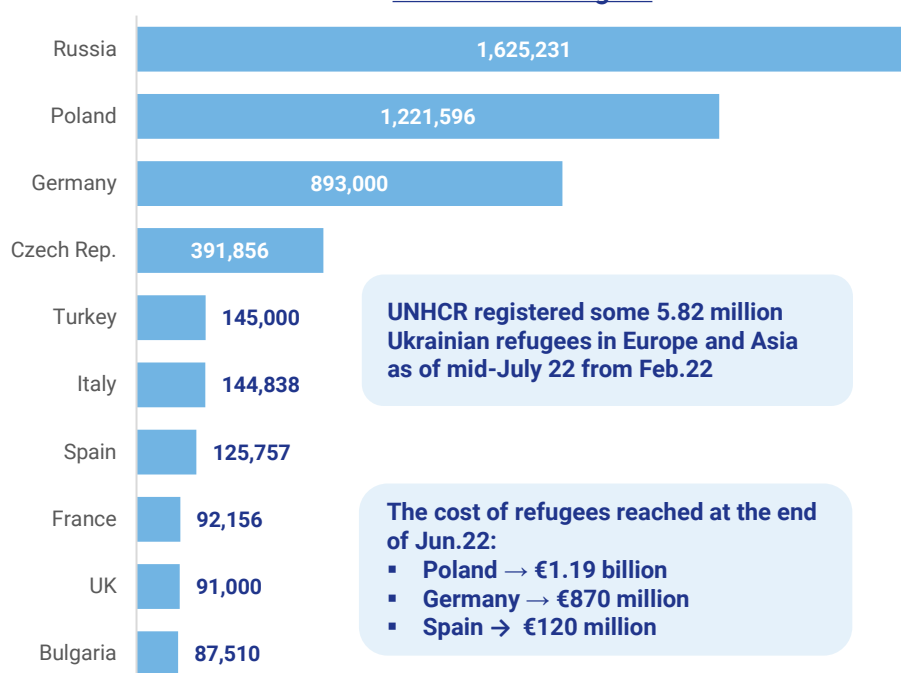 Russia 1,625,231
Poland 1,221,596
Germany 893,000
Czech Rep. 391,856
Turkey 145,000
Italy 144,838
Spain 125,757
France 92,156
UK 91,000
Bulgaria 87,510
UNHCR registered some 5.82 million
Ukrainian refugees in Europe and Asia
as of mid-July 22 from Feb.22
The cost of refugees reached at the end
of Jun.22:
▪ Poland → €1.19 billion
▪ Germany → €870 million
▪ Spain → €120 million